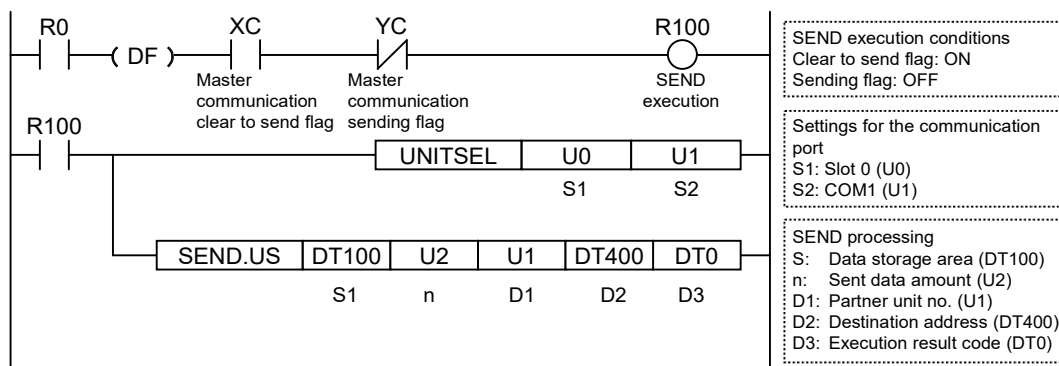 R0
XC
YC
R100
( DF )
Master
communication
clear to send flag
Master
communication
sending flag
SEND
execution
SEND execution conditions
Clear to send flag: ON
Sending flag: OFF
R100
UNITSEL U0 U1
S1 S2
Settings for the communication
port
S1: Slot 0 (U0)
S2: COM1 (U1)
SEND.US DT100 U2 U1 DT400 DT0
S1 n D1 D2 D3
SEND processing
S: Data storage area (DT100)
n: Sent data amount (U2)
D1: Partner unit no. (U1)
D2: Destination address (DT400)
D3: Execution result code (DT0)